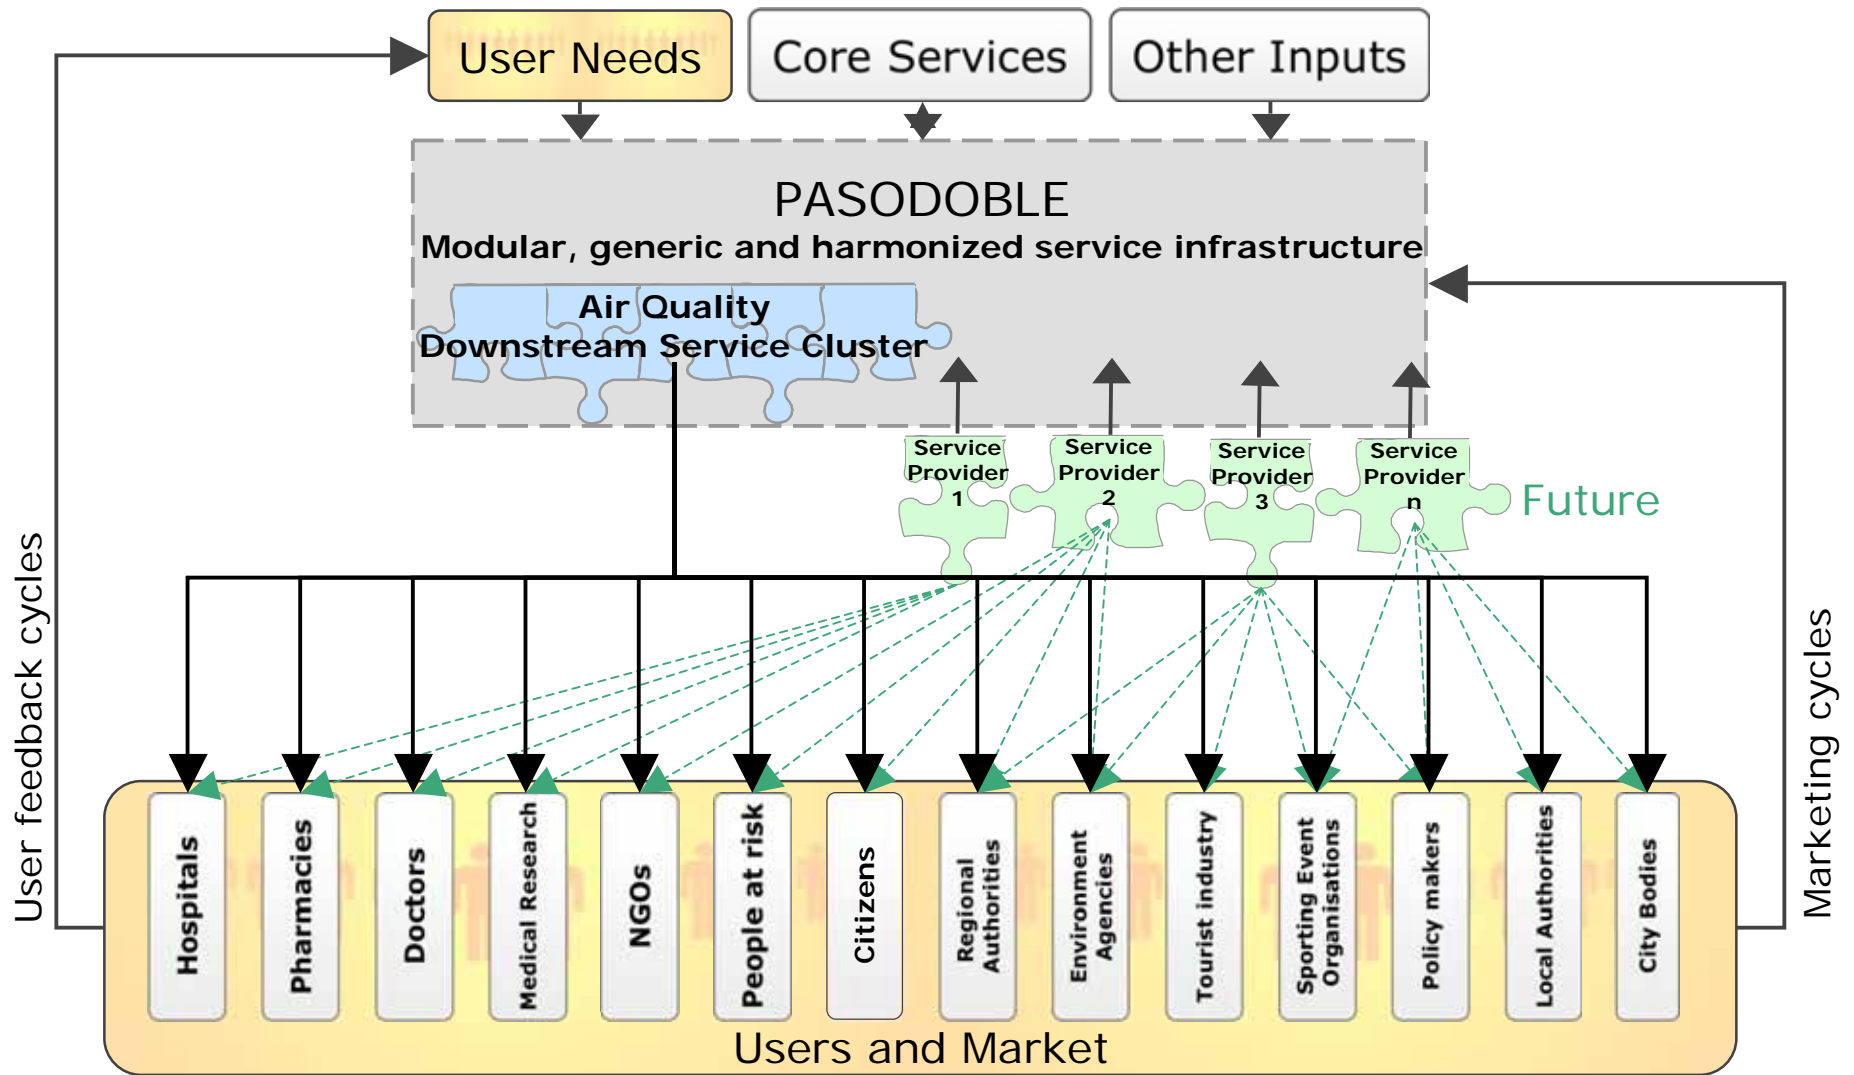 User Needs
Core Services
Other Inputs
PASODOBLE
Modular, generic and harmonized service infrastructure
Air Quality
Downstream Service Cluster
Service
Provider
1
Service
Provider
2
Service
Provider
3
Service
Provider
n
Future
User feedback cycles
Marketing cycles
Hospitals
Pharmacies
Doctors
Medical Research
NGOs
People at risk
Citizens
Regional
Authorities
Environment
Agencies
Tourist industry
Sporting Event
Organisations
Policy makers
Local Authorities
City Bodies
Users and Market